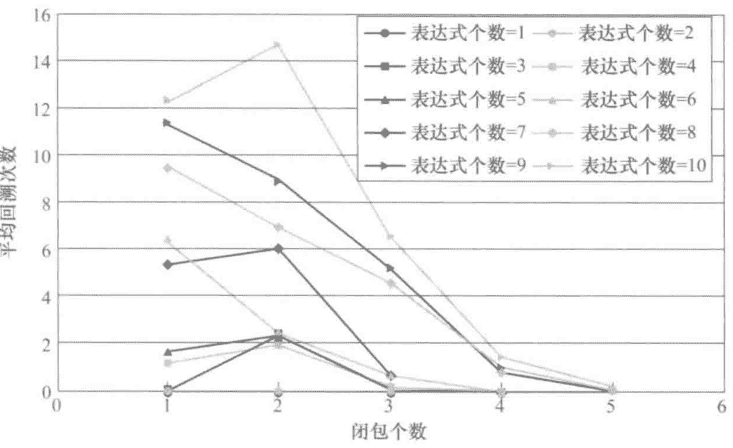 16
14
12
10
8
6
4
2
0
平均回溯次数
表达式个数=1 表达式个数=2
表达式个数=3 表达式个数=4
表达式个数=5 表达式个数=6
表达式个数=7 表达式个数=8
表达式个数=9 表达式个数=10
0 1 2 3 4 5 6
闭包个数